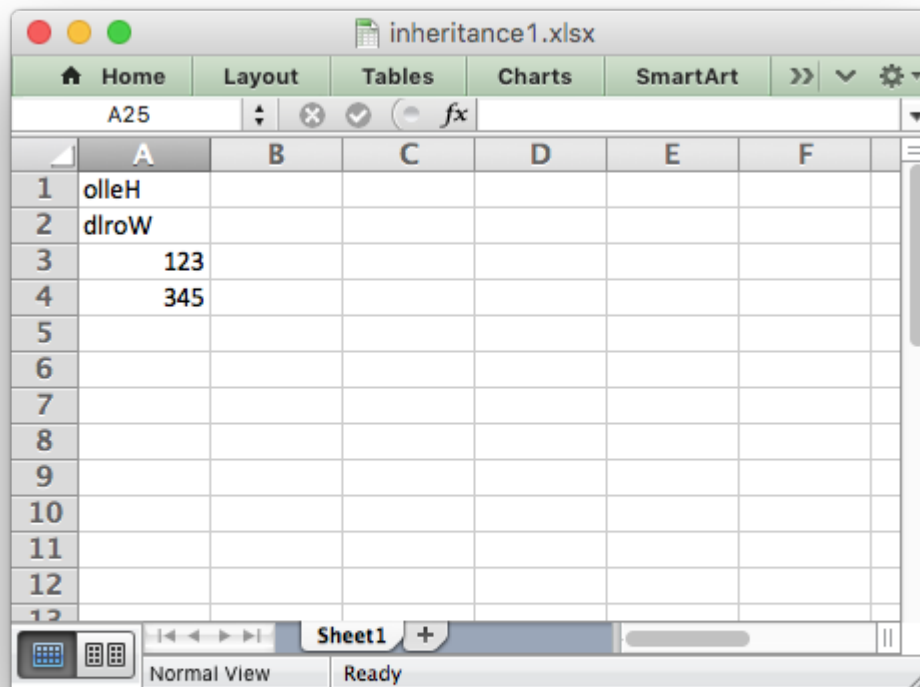 inheritance1.xlsx
Home Layout Tables Charts SmartArt
A25 fx
A B C D E F
1 olleH
2 dlroW
3 123
4 345
5
6
7
8
9
10
11
12
13
Sheet1 +
Normal View Ready